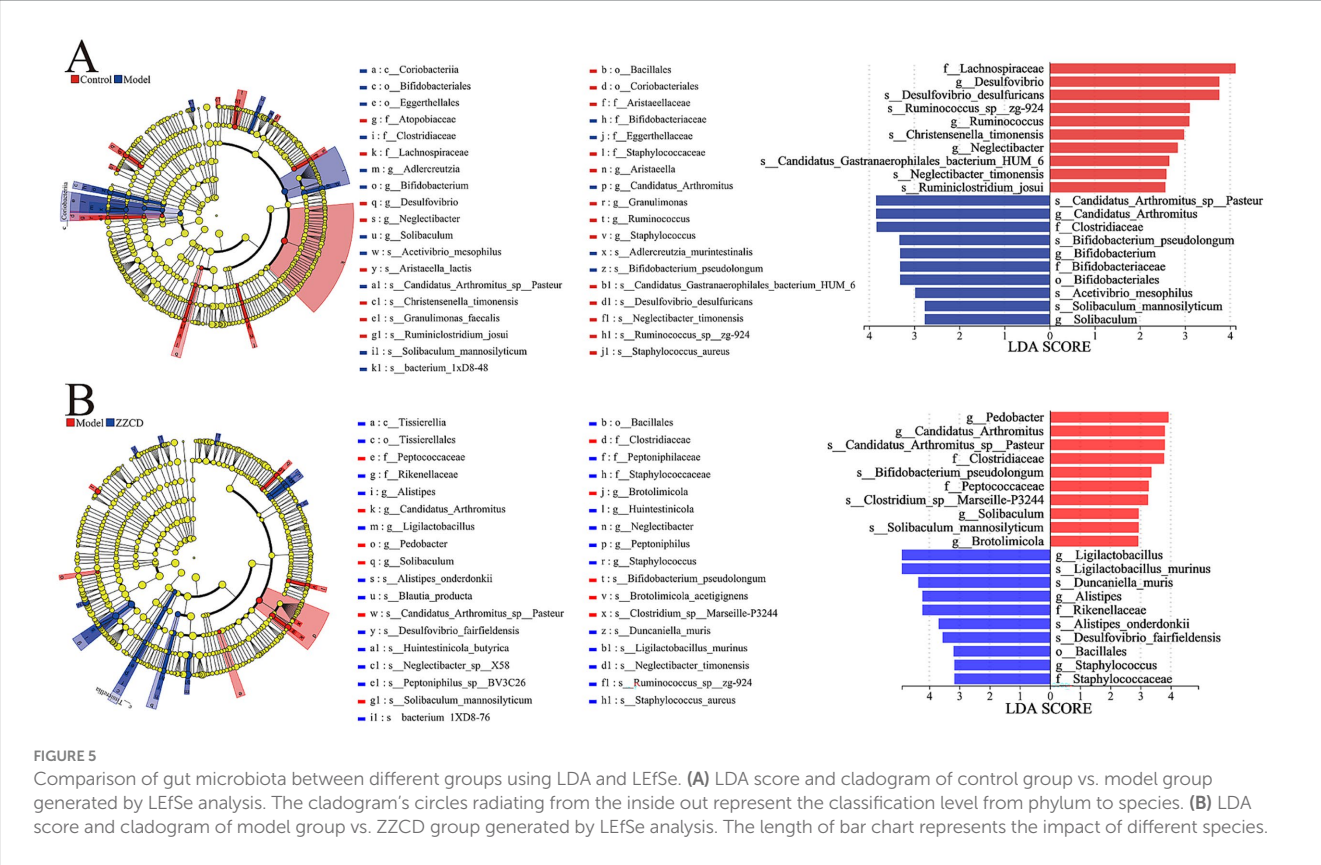 A
Control Model
a : c__Coriobacteriia
b : o__Bacillales
c : o__Bifidobacteriales
d : o__Coriobacteriales
e : o__Eggerthellales
f : f__Aristaeellaceae
g : f__Atopobiaceae
h : f__Bifidobacteriaceae
i : f__Clostridiaceae
j : f__Eggerthellaceae
k : f__Lachnospiraceae
l : f__Staphylococcaceae
m : g__Adlercreutzia
n : g__Aristaeella
o : g__Bifidobacterium
p : g__Candidatus_Arthromitus
q : g__Desulfovibrio
r : g__Granulimonas
s : g__Neglectibacter
t : g__Ruminococcus
u : g__Solibaculum
v : g__Staphylococcus
w : s__Acetivibrio_mesophilus
x : s__Adlercreutzia_murintestinalis
y : s__Aristaeella_lactis
z : s__Bifidobacterium_pseudolongum
a1 : s__Candidatus_Arthromitus_sp__Pasteur
b1 : s__Candidatus_Gastranaerophilales_bacterium_HUM_6
c1 : s__Christensenella_timonensis
d1 : s__Desulfovibrio_desulfuricans
e1 : s__Granulimonas_faecalis
f1 : s__Neglectibacter_timonensis
g1 : s__Ruminiclostridium_josui
h1 : s__Ruminococcus_sp__zg-924
i1 : s__Solibaculum_mannosilyticum
j1 : s__Staphylococcus_aureus
k1 : s__bacterium_1xD8-48
c__Coriobacteriia
f__Lachnospiraceae
g__Desulfovibrio
s__Desulfovibrio_desulfuricans
s__Ruminococcus_sp__zg-924
g__Ruminococcus
s__Christensenella_timonensis
g__Neglectibacter
s__Candidatus_Gastranaerophilales_bacterium_HUM_6
s__Neglectibacter_timonensis
s__Ruminiclostridium_josui
s__Candidatus_Arthromitus_sp__Pasteur
g__Candidatus_Arthromitus
f__Clostridiaceae
s__Bifidobacterium_pseudolongum
g__Bifidobacterium
f__Bifidobacteriaceae
o__Bifidobacteriales
s__Acetivibrio_mesophilus
s__Solibaculum_mannosilyticum
g__Solibaculum
4 3 2 1 0 1 2 3 4
LDA SCORE
B
Model ZZCD
a : c__Tissierellia
b : o__Bacillales
c : o__Tissierellales
d : f__Clostridiaceae
e : f__Peptococcaceae
f : f__Peptoniphilaceae
g : f__Rikenellaceae
h : f__Staphylococcaceae
i : g__Alistipes
j : g__Brotolimicola
k : g__Candidatus_Arthromitus
l : g__Huintestinicola
m : g__Ligilactobacillus
n : g__Neglectibacter
o : g__Pedobacter
p : g__Peptoniphilus
q : g__Solibaculum
r : g__Staphylococcus
s : s__Alistipes_onderdonkii
t : s__Bifidobacterium_pseudolongum
u : s__Blautia_producta
v : s__Brotolimicola_acetigignens
w : s__Candidatus_Arthromitus_sp__Pasteur
x : s__Clostridium_sp__Marseille-P3244
y : s__Desulfovibrio_fairfieldensis
z : s__Duncaniella_muris
a1 : s__Huintestinicola_butyrica
b1 : s__Ligilactobacillus_murinus
c1 : s__Neglectibacter_sp__X58
d1 : s__Neglectibacter_timonensis
e1 : s__Peptoniphilus_sp__BV3C26
f1 : s__Ruminococcus_sp__zg-924
g1 : s__Solibaculum_mannosilyticum
h1 : s__Staphylococcus_aureus
i1 : s__bacterium_1XD8-76
c__Tissierellia
g__Pedobacter
g__Candidatus_Arthromitus
s__Candidatus_Arthromitus_sp__Pasteur
f__Clostridiaceae
s__Bifidobacterium_pseudolongum
f__Peptococcaceae
s__Clostridium_sp__Marseille-P3244
g__Solibaculum
s__Solibaculum_mannosilyticum
g__Brotolimicola
g__Ligilactobacillus
s__Ligilactobacillus_murinus
s__Duncaniella_muris
g__Alistipes
f__Rikenellaceae
s__Alistipes_onderdonkii
s__Desulfovibrio_fairfieldensis
o__Bacillales
g__Staphylococcus
f__Staphylococcaceae
4 3 2 1 0 1 2 3 4
LDA SCORE
FIGURE 5
Comparison of gut microbiota between different groups using LDA and LEfSe. (A) LDA score and cladogram of control group vs. model group
generated by LEfSe analysis. The cladogram's circles radiating from the inside out represent the classification level from phylum to species. (B) LDA
score and cladogram of model group vs. ZZCD group generated by LEfSe analysis. The length of bar chart represents the impact of different species.